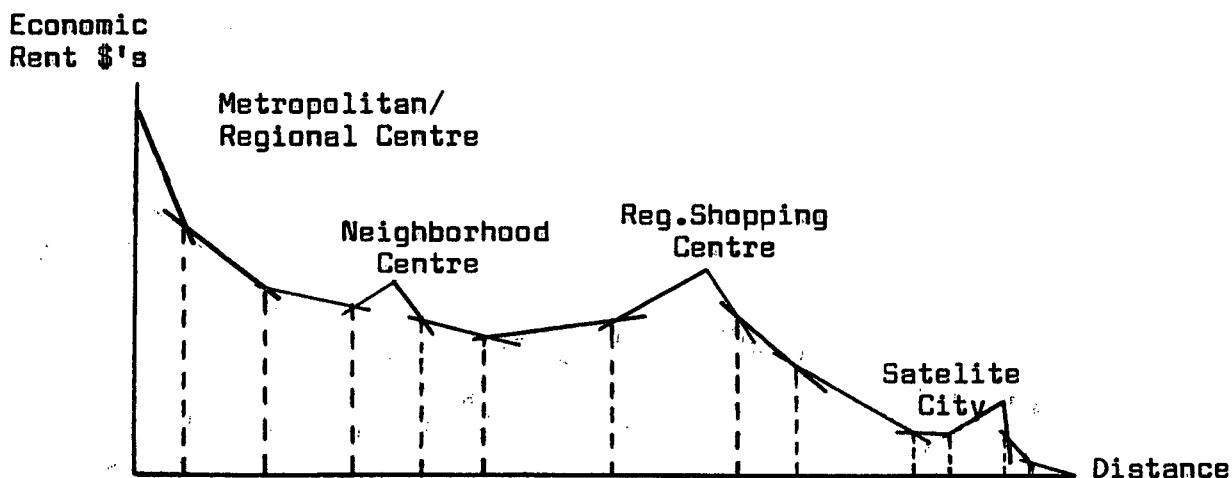 Economic
Rent $'s
Metropolitan/
Regional Centre
Neighborhood
Centre
Reg.Shopping
Centre
Satelite
City
Distance